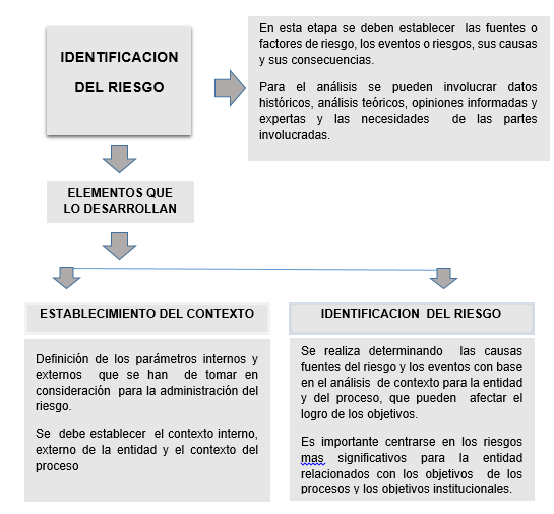 IDENTIFICACION
DEL RIESGO
En esta etapa se deben establecer las fuentes o
factores de riesgo, los eventos o riesgos, sus causas
y sus consecuencias.
Para el análisis se pueden involucrar datos
históricos, análisis teóricos, opiniones informadas y
expertas y las necesidades de las partes
involucradas.
ELEMENTOS QUE
LO DESARROLLAN
ESTABLECIMIENTO DEL CONTEXTO
Definición de los parámetros internos y
externos que se han de tomar en
consideración para la administración del
riesgo.
Se debe establecer el contexto interno,
externo de la entidad y el contexto del
proceso
IDENTIFICACION DEL RIESGO
Se realiza determinando las causas
fuentes del riesgo y los eventos con base
en el análisis de contexto para la entidad
y del proceso, que pueden afectar el
logro de los objetivos.
Es importante centrarse en los riesgos
mas significativos para la entidad
relacionados con los objetivos de los
procesos y los objetivos institucionales.